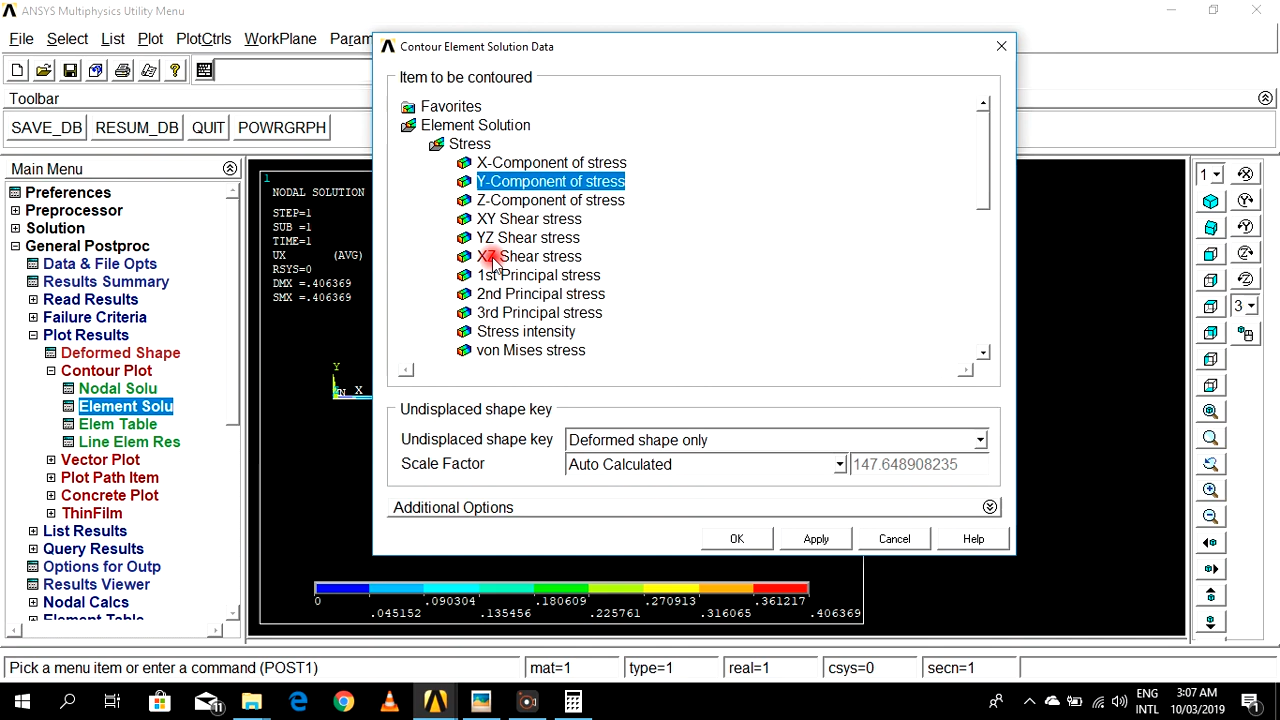 ANSYS Multiphysics Utility Menu
File Select List Plot PlotCtrls WorkPlane Param
Contour Element Solution Data
Item to be contoured
Toolbar
Favorites
Element Solution
SAVE_DB RESUM_DB QUIT POWRGRPH
Stress
Main Menu
X-Component of stress
Y-Component of stress
Z-Component of stress
XY Shear stress
YZ Shear stress
XZ Shear stress
1st Principal stress
2nd Principal stress
3rd Principal stress
Stress intensity
von Mises stress
Preferences
Preprocessor
Solution
General Postproc
Data & File Opts
Results Summary
Read Results
Failure Criteria
Plot Results
Deformed Shape
Contour Plot
Nodal Solu
Element Solu
Elem Table
Line Elem Res
Vector Plot
Plot Path Item
Concrete Plot
ThinFilm
List Results
Query Results
Options for Outp
Results Viewer
Nodal Calcs
Element Table
1
NODAL SOLUTION
STEP=1
SUB =1
TIME=1
UX (AVG)
RSYS=0
DMX =.406369
SMX =.406369
Y
X
Undisplaced shape key
Undisplaced shape key Deformed shape only
Scale Factor Auto Calculated 147.648908235
Additional Options
OK Apply Cancel Help
0 .090304 .180609 .270913 .361217
.045152 .135456 .225761 .316065 .406369
1
3
Pick a menu item or enter a command (POST1) mat=1 type=1 real=1 csys=0 secn=1
11
ENG 3:07 AM
INTL 10/03/2019
1